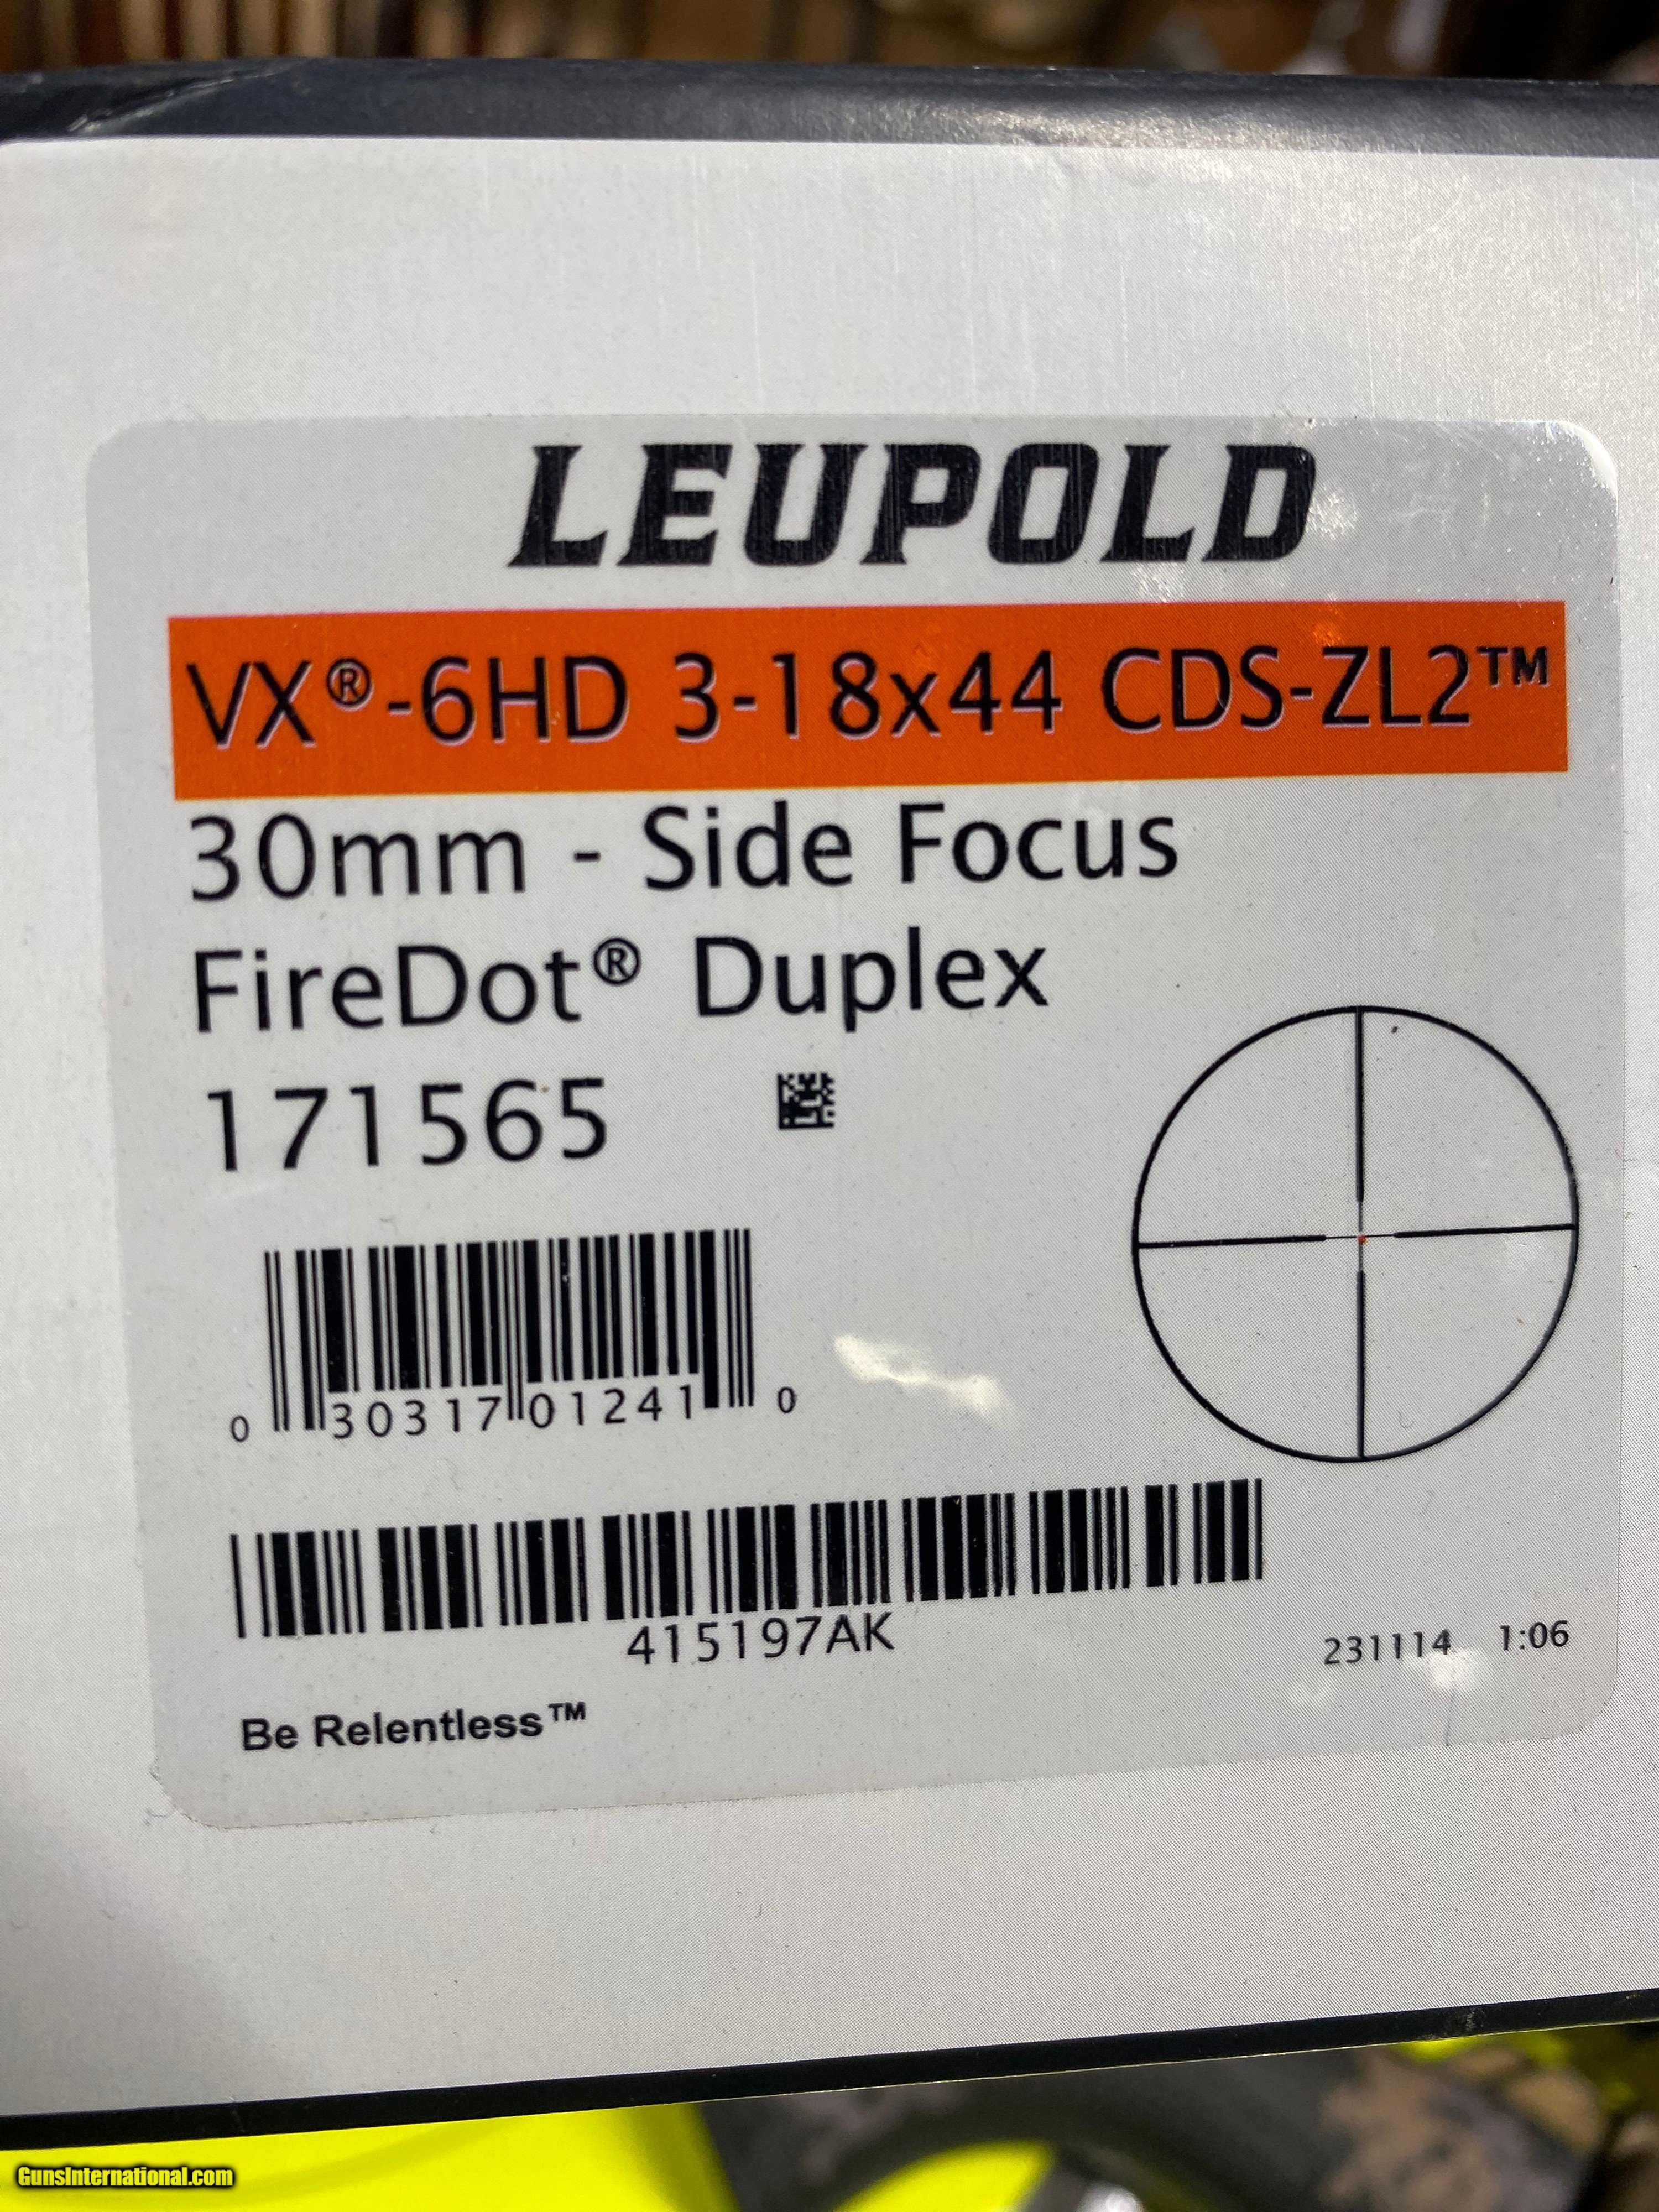 LEUPOLD
VX®-6HD 3-18x44 CDS-ZL2™
30mm - Side Focus
FireDot® Duplex
171565
0 30317 01241 0
415197AK
231114 1:06
Be Relentless™
GunsInternational.com